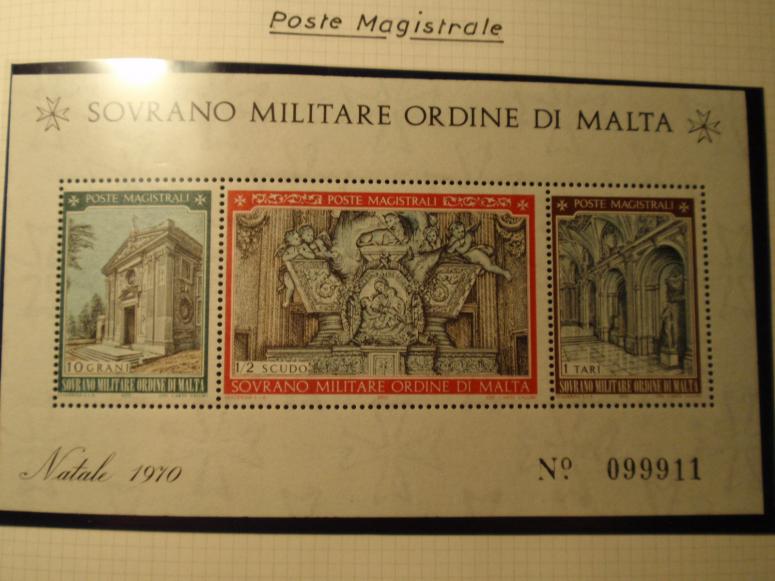 Poste Magistrale
SOVRANO MILITARE ORDINE DI MALTA
POSTE MAGISTRALI
10 GRANI
SOVRANO MILITARE ORDINE DI MALTA
POSTE MAGISTRALI
1/2 SCUDO
SOVRANO MILITARE ORDINE DI MALTA
POSTE MAGISTRALI
1 TARI
SOVRANO MILITARE ORDINE DI MALTA
Natale 1970
Nº 099911